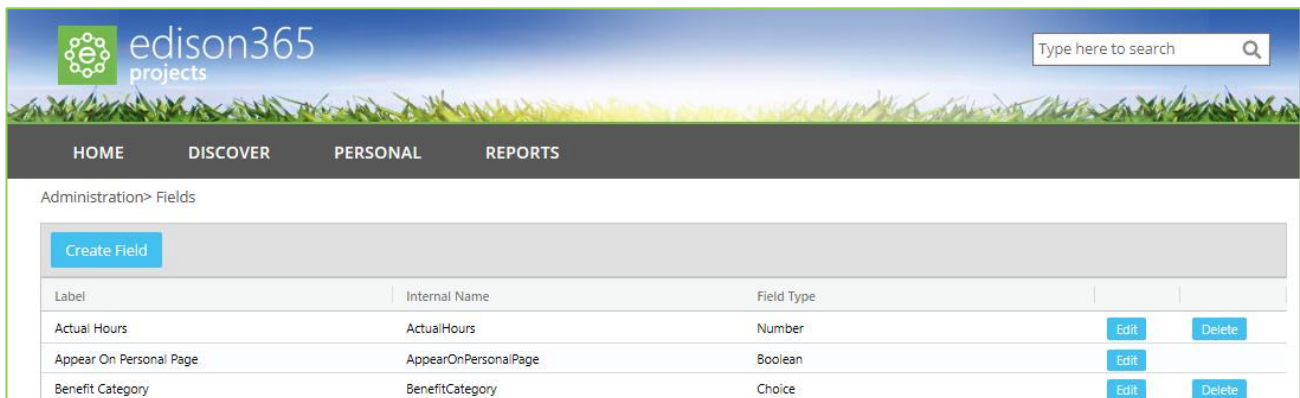 edison365
projects
Type here to search
HOME DISCOVER PERSONAL REPORTS
Administration> Fields
Create Field
Label Internal Name Field Type
Actual Hours ActualHours Number Edit Delete
Appear On Personal Page AppearOnPersonalPage Boolean Edit
Benefit Category BenefitCategory Choice Edit Delete